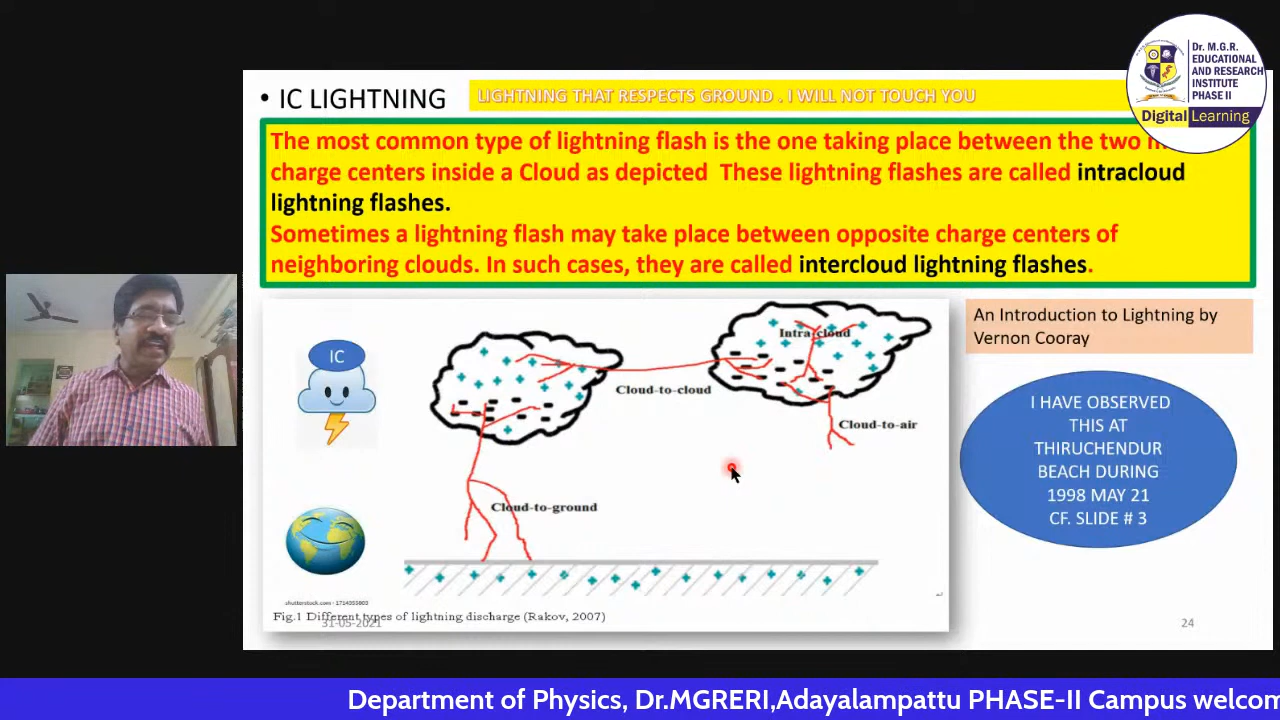 Dr. M.G.R.
EDUCATIONAL
AND RESEARCH
INSTITUTE
PHASE II
Digital Learning
• IC LIGHTNING
LIGHTNING THAT RESPECTS GROUND . I WILL NOT TOUCH YOU
The most common type of lightning flash is the one taking place between the two
charge centers inside a Cloud as depicted These lightning flashes are called intracloud
lightning flashes.
Sometimes a lightning flash may take place between opposite charge centers of
neighboring clouds. In such cases, they are called intercloud lightning flashes.
An Introduction to Lightning by
Vernon Cooray
IC
Intra-cloud
Cloud-to-cloud
Cloud-to-air
Cloud-to-ground
I HAVE OBSERVED
THIS AT
THIRUCHENDUR
BEACH DURING
1998 MAY 21
CF. SLIDE # 3
shutterstock.com · 1714355803
Fig.1 Different types of lightning discharge (Rakov, 2007)
31-05-2021
24
Department of Physics, Dr.MGRERI,Adayalampattu PHASE-II Campus welcom